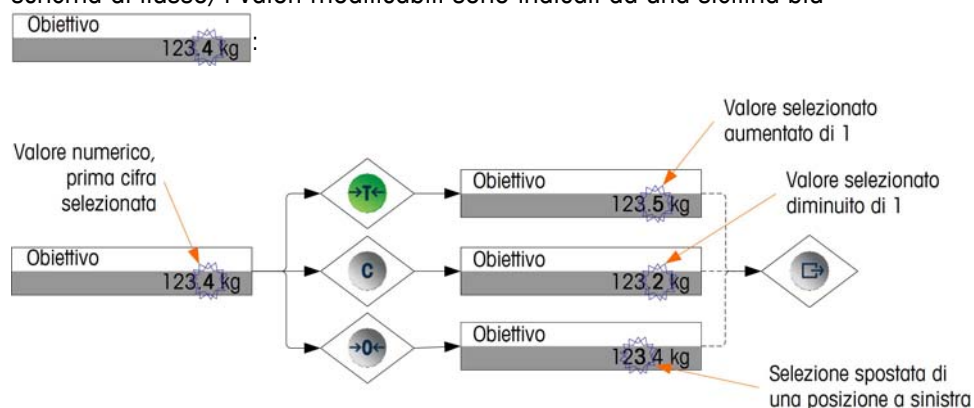 schema di flusso, i valori modificabili sono indicati da una stellina blu
Obiettivo
123.4 kg :
Valore selezionato
aumentato di 1
Valore numerico,
prima cifra
selezionata
→T←
Obiettivo
123.5 kg
Valore selezionato
diminuito di 1
Obiettivo
123.4 kg
C
Obiettivo
123.2 kg
→0←
Obiettivo
123.4 kg
Selezione spostata di
una posizione a sinistra